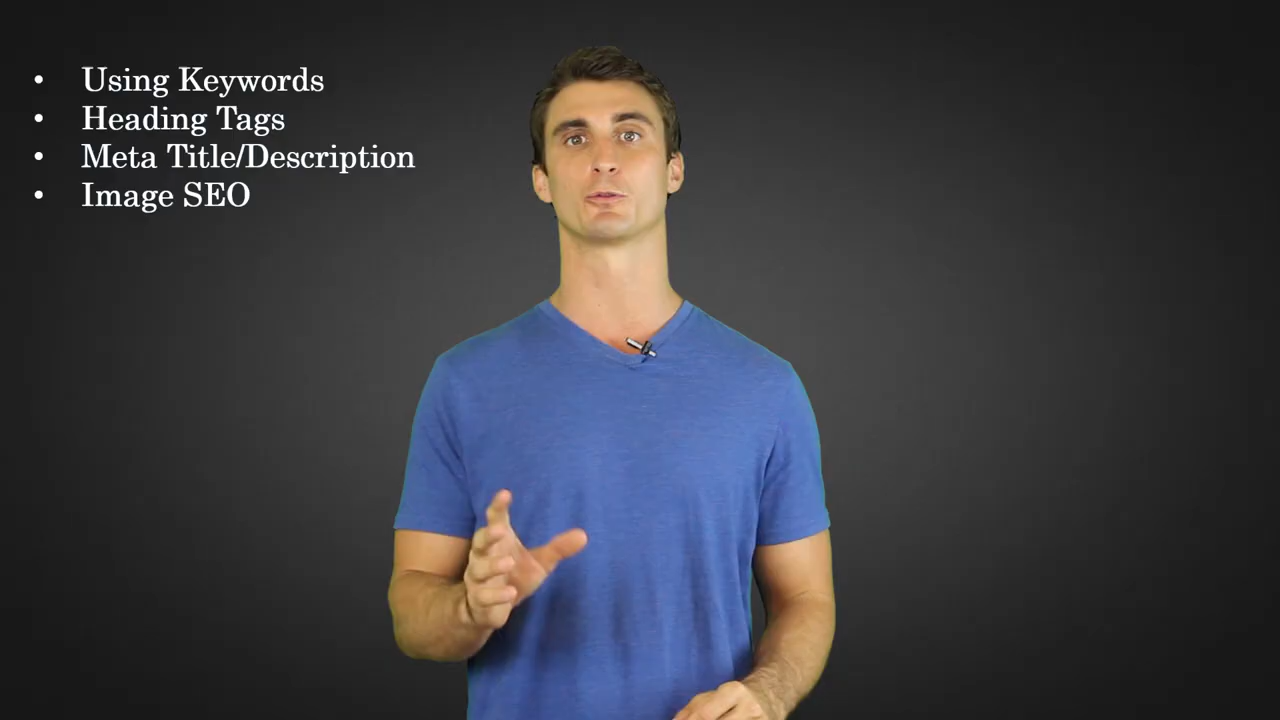 • Using Keywords
• Heading Tags
• Meta Title/Description
• Image SEO